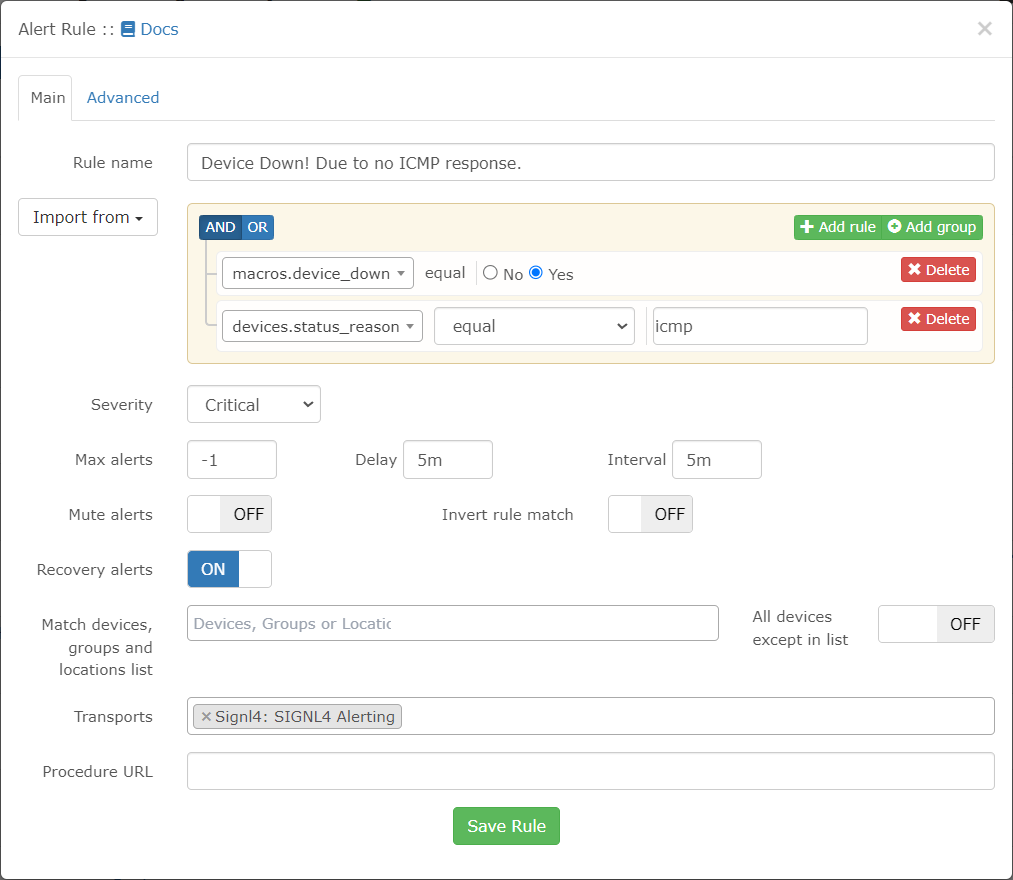 Alert Rule :: Docs ×
Main Advanced
Rule name Device Down! Due to no ICMP response.
Import from
AND OR Add rule Add group
macros.device_down equal No Yes Delete
devices.status_reason equal icmp Delete
Severity Critical
Max alerts -1 Delay 5m Interval 5m
Mute alerts OFF Invert rule match OFF
Recovery alerts ON
Match devices,
groups and
locations list
Devices, Groups or Locatic
All devices
except in list
OFF
Transports ×Signl4: SIGNL4 Alerting
Procedure URL
Save Rule